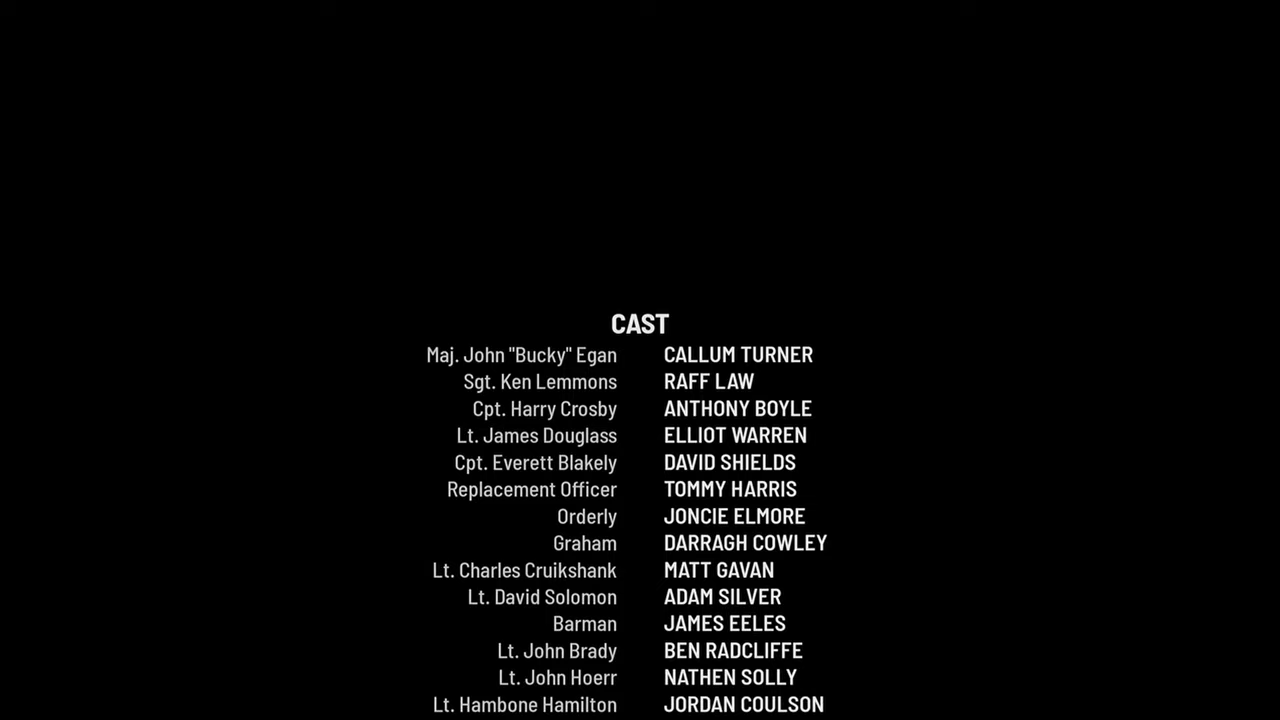 CAST
Maj. John "Bucky" Egan CALLUM TURNER
Sgt. Ken Lemmons RAFF LAW
Cpt. Harry Crosby ANTHONY BOYLE
Lt. James Douglass ELLIOT WARREN
Cpt. Everett Blakely DAVID SHIELDS
Replacement Officer TOMMY HARRIS
Orderly JONCIE ELMORE
Graham DARRAGH COWLEY
Lt. Charles Cruikshank MATT GAVAN
Lt. David Solomon ADAM SILVER
Barman JAMES EELES
Lt. John Brady BEN RADCLIFFE
Lt. John Hoerr NATHEN SOLLY
Lt. Hambone Hamilton JORDAN COULSON